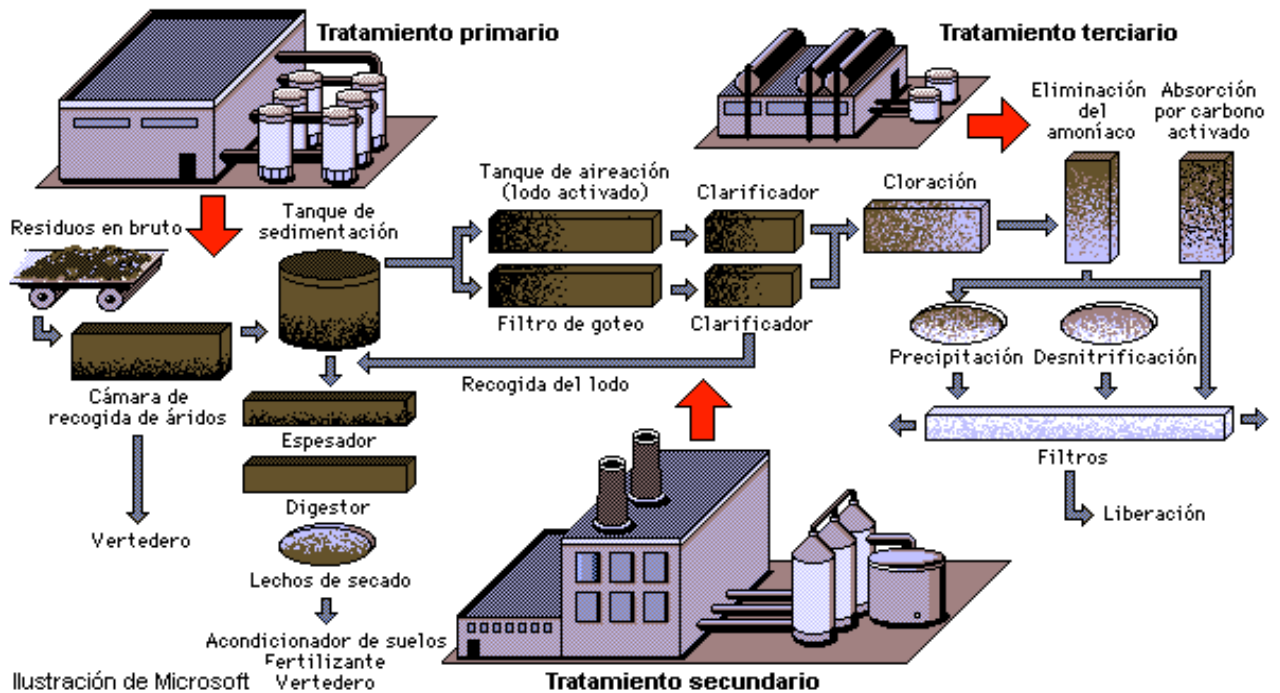 Tratamiento primario
Tratamiento terciario
Eliminación
del
amoníaco
Absorción
por carbono
activado
Tanque de aireación
(lodo activado)
Clarificador
Cloración
Residuos en bruto
Tanque de
sedimentación
Filtro de goteo
Clarificador
Precipitación
Desnitrificación
Recogida del lodo
Cámara de
recogida de áridos
Espesador
Filtros
Digestor
Vertedero
Liberación
Lechos de secado
Acondicionador de suelos
Fertilizante
Vertedero
Ilustración de Microsoft
Tratamiento secundario